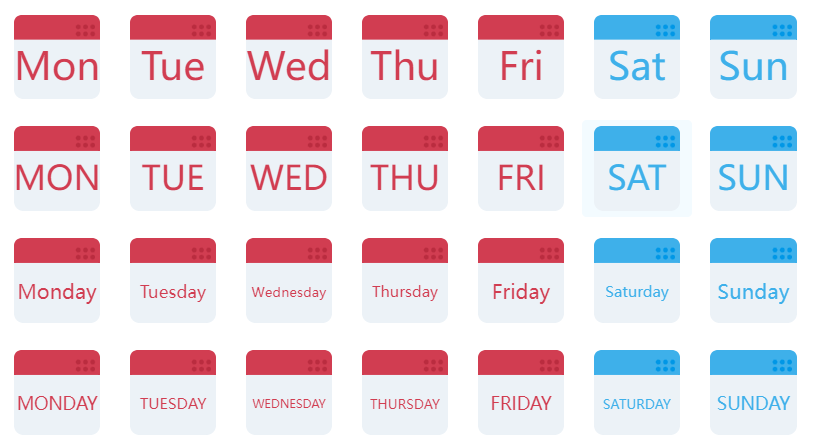 Mon Tue Wed Thu Fri Sat Sun
MON TUE WED THU FRI SAT SUN
Monday Tuesday Wednesday Thursday Friday Saturday Sunday
MONDAY TUESDAY WEDNESDAY THURSDAY FRIDAY SATURDAY SUNDAY